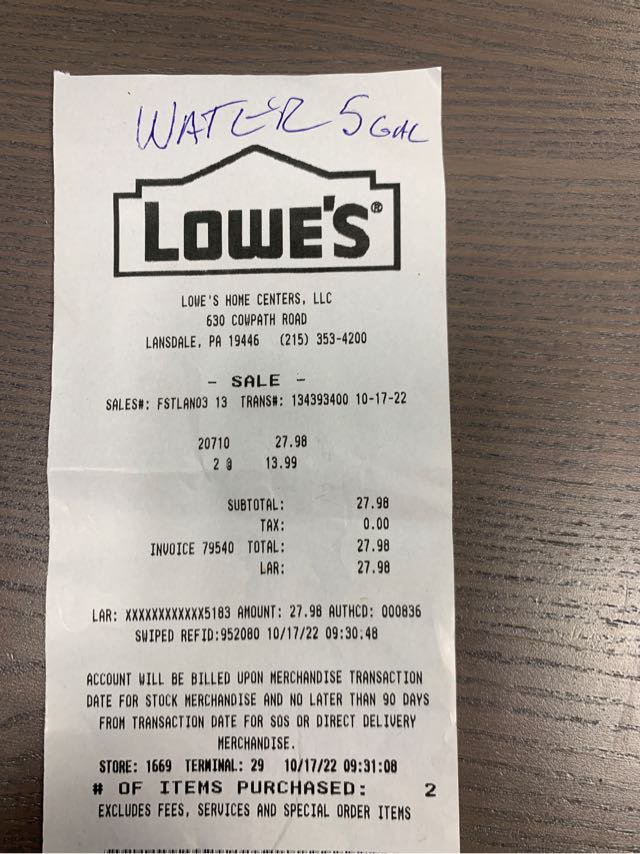 WATER 5 GAL
LOWE'S®
LOWE'S HOME CENTERS, LLC
630 COWPATH ROAD
LANSDALE, PA 19446 (215) 353-4200
- SALE -
SALES#: FSTLAN03 13 TRANS#: 134393400 10-17-22
20710 27.98
2 @ 13.99
SUBTOTAL: 27.98
TAX: 0.00
INVOICE 79540 TOTAL: 27.98
LAR: 27.98
LAR: XXXXXXXXXXXX5183 AMOUNT: 27.98 AUTHCD: 000836
SWIPED REFID:952080 10/17/22 09:30.48
ACCOUNT WILL BE BILLED UPON MERCHANDISE TRANSACTION
DATE FOR STOCK MERCHANDISE AND NO LATER THAN 90 DAYS
FROM TRANSACTION DATE FOR SOS OR DIRECT DELIVERY
MERCHANDISE.
STORE: 1669 TERMINAL: 29 10/17/22 09:31:08
# OF ITEMS PURCHASED: 2
EXCLUDES FEES, SERVICES AND SPECIAL ORDER ITEMS